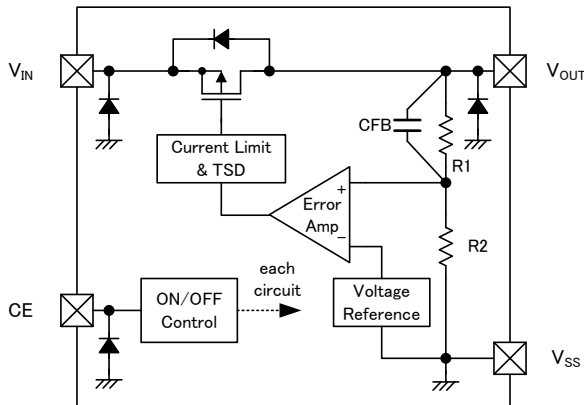 VIN
VOUT
CFB
R1
Current Limit
& TSD
+
Error
Amp
−
R2
each
circuit
CE
ON/OFF
Control
Voltage
Reference
VSS